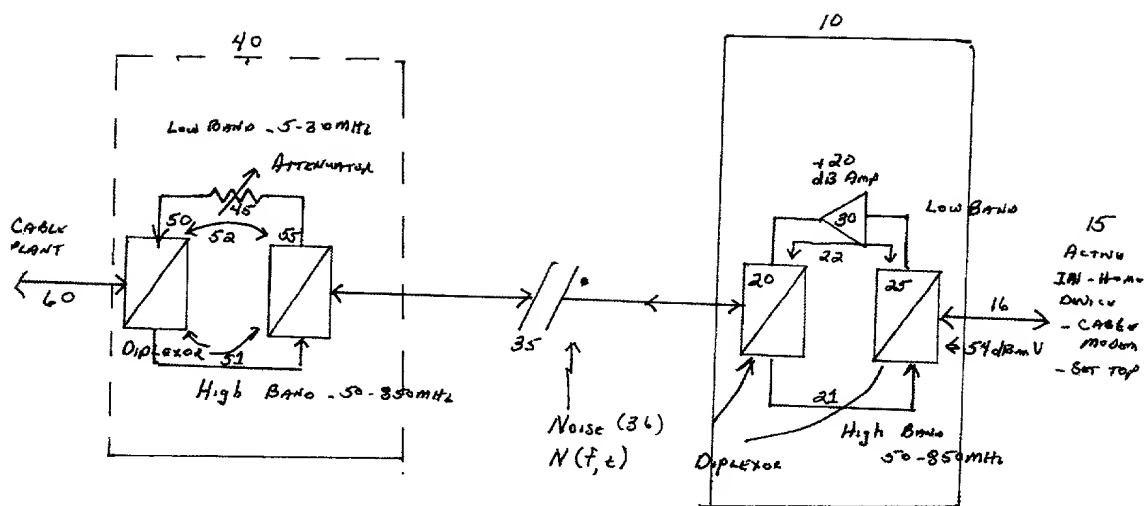 40
Low Band - 5-30MHz
Attenuator
45
50
52
55
Cable
Plant
60
Diplexor
51
High Band - 50-850MHz
35
Noise (36)
N(f,t)
10
+20
dB Amp
30
Low Band
22
20
25
21
Diplexor
High Band
50-850MHz
15
Active
In-Home
Device
- Cable
Modem
- Set Top
16
54dBmV